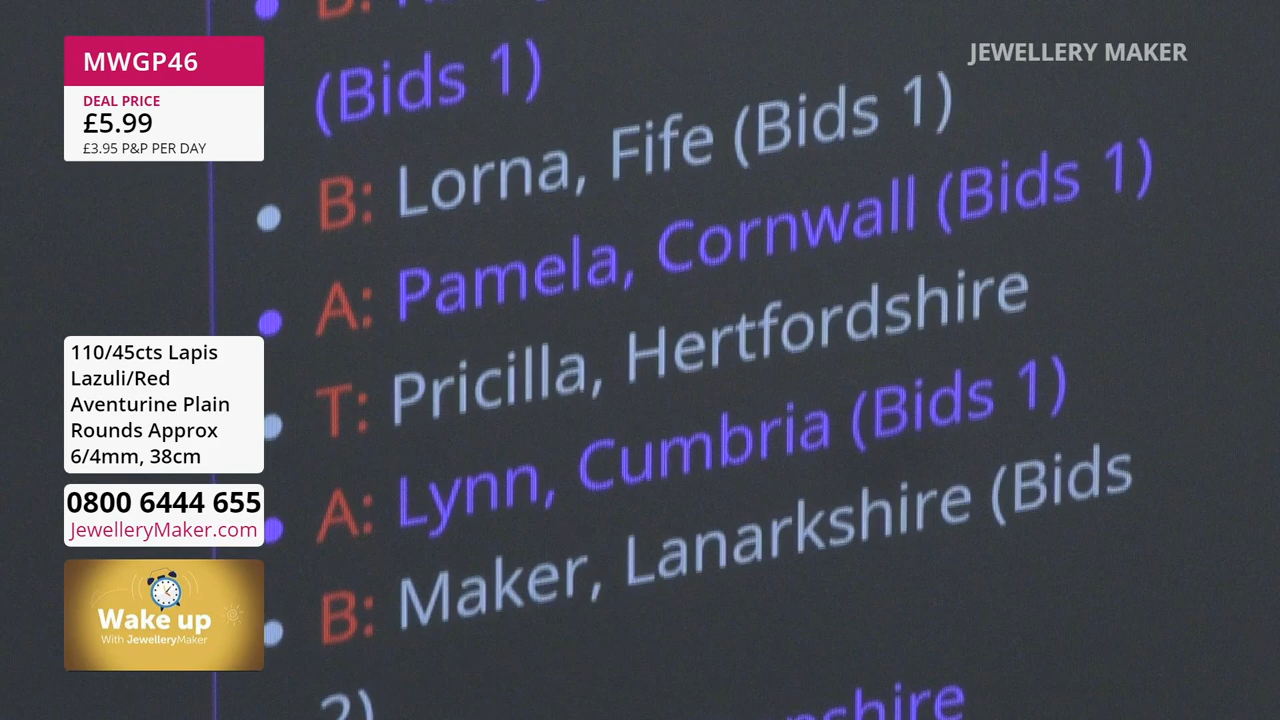 MWGP46
DEAL PRICE
£5.99
£3.95 P&P PER DAY
JEWELLERY MAKER
(Bids 1)
B: Lorna, Fife (Bids 1)
A: Pamela, Cornwall (Bids 1)
T: Pricilla, Hertfordshire
A: Lynn, Cumbria (Bids 1)
B: Maker, Lanarkshire (Bids
2)
110/45cts Lapis
Lazuli/Red
Aventurine Plain
Rounds Approx
6/4mm, 38cm
0800 6444 655
JewelleryMaker.com
Wake up
With JewelleryMaker